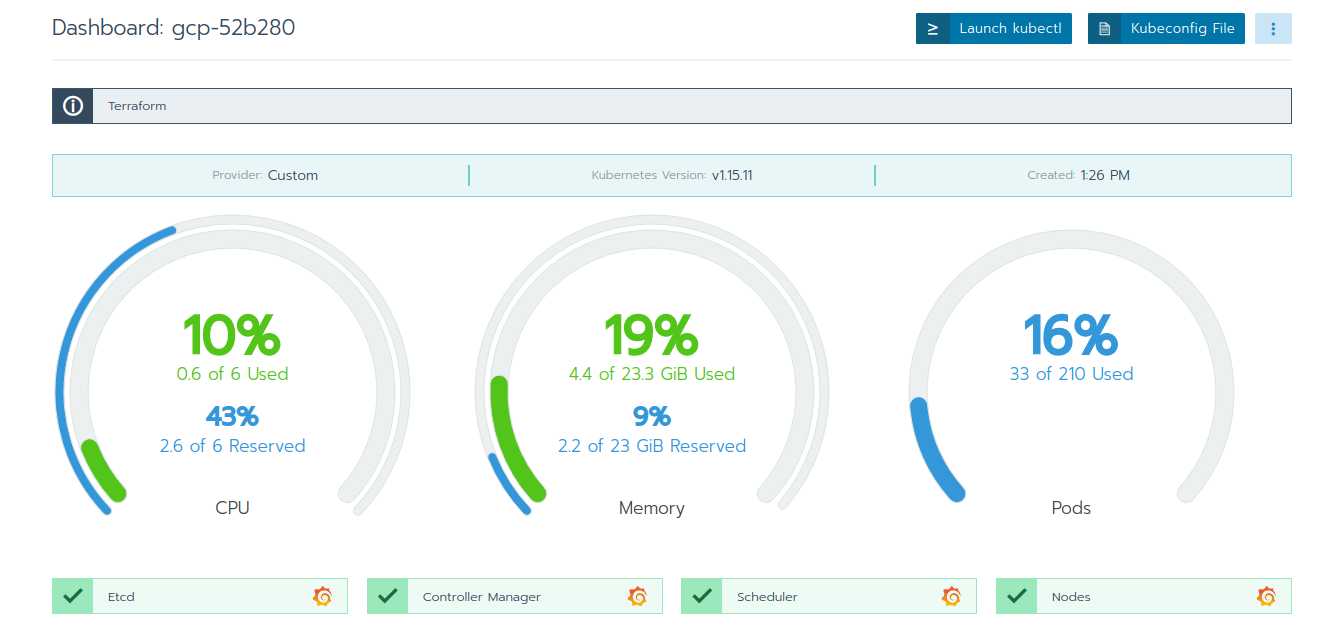 Dashboard: gcp-52b280
Launch kubectl
Kubeconfig File
Terraform
Provider: Custom
Kubernetes Version: v1.15.11
Created: 1:26 PM
10%
0.6 of 6 Used
43%
2.6 of 6 Reserved
CPU
19%
4.4 of 23.3 GiB Used
9%
2.2 of 23 GiB Reserved
Memory
16%
33 of 210 Used
Pods
Etcd
Controller Manager
Scheduler
Nodes